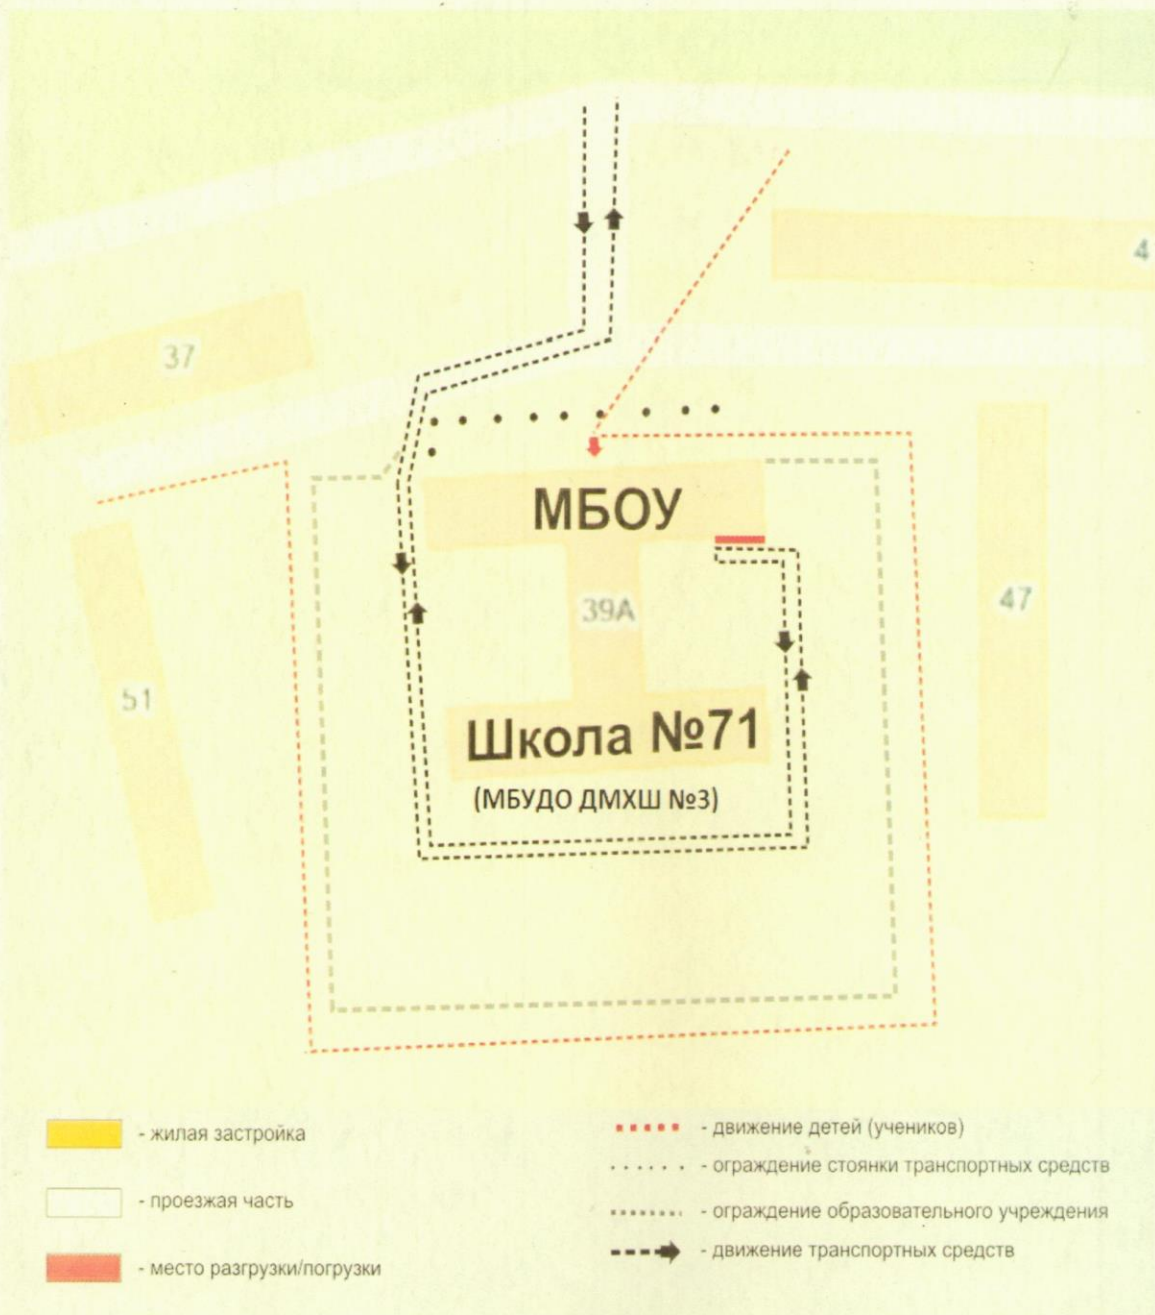 4
37
МБОУ
39А
47
51
Школа №71
(МБУДО ДМХШ №3)
- жилая застройка
- проезжая часть
- место разгрузки/погрузки
- движение детей (учеников)
- ограждение стоянки транспортных средств
- ограждение образовательного учреждения
- движение транспортных средств